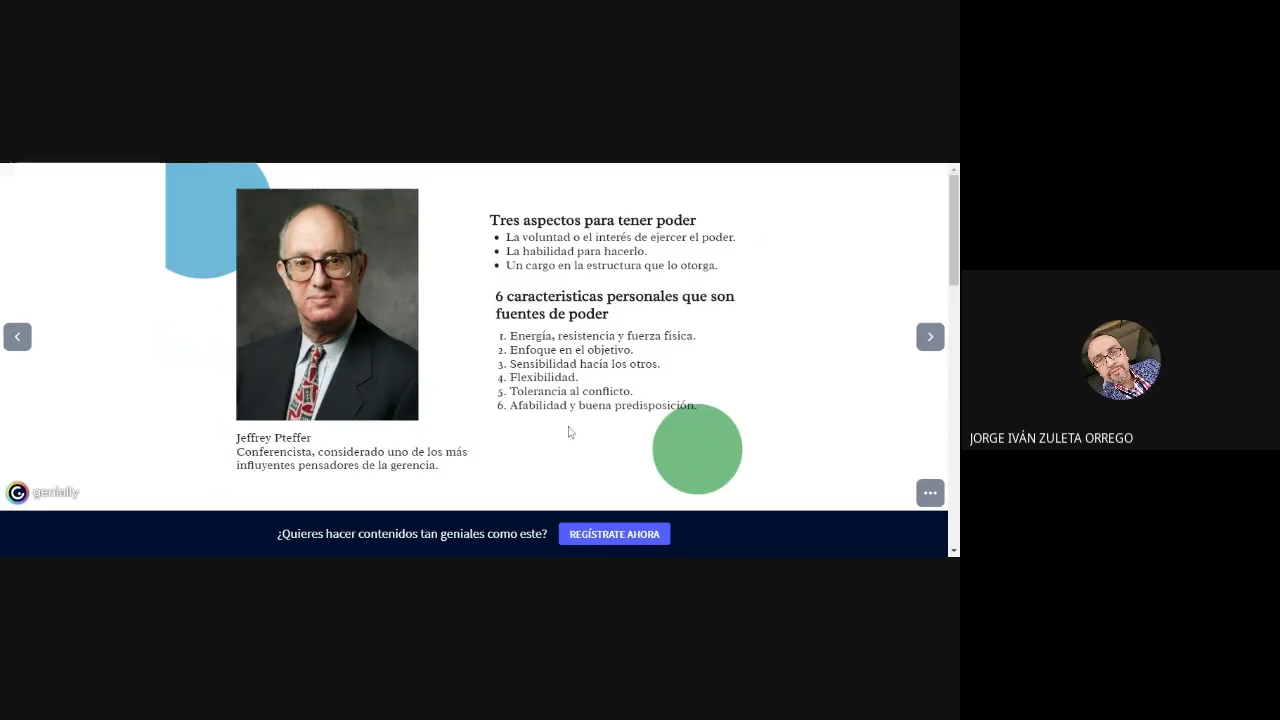 Tres aspectos para tener poder
• La voluntad o el interés de ejercer el poder.
• La habilidad para hacerlo.
• Un cargo en la estructura que lo otorga.
6 caracteristicas personales que son
fuentes de poder
1. Energía, resistencia y fuerza física.
2. Enfoque en el objetivo.
3. Sensibilidad hacía los otros.
4. Flexibilidad.
5. Tolerancia al conflicto.
6. Afabilidad y buena predisposición.
Jeffrey Pteffer
Conferencista, considerado uno de los más
influyentes pensadores de la gerencia.
genially
¿Quieres hacer contenidos tan geniales como este?
REGÍSTRATE AHORA
JORGE IVÁN ZULETA ORREGO